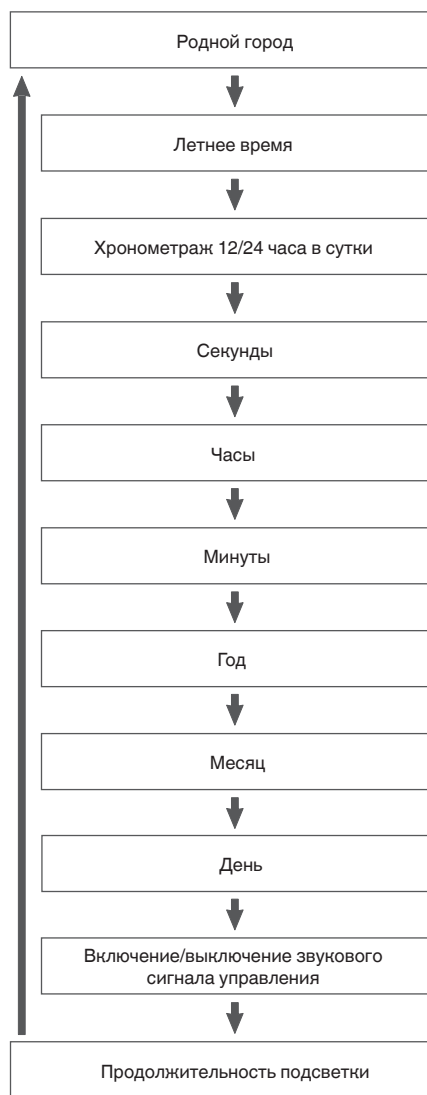 Родной город
Летнее время
Хронометраж 12/24 часа в сутки
Секунды
Часы
Минуты
Год
Месяц
День
Включение/выключение звукового
сигнала управления
Продолжительность подсветки